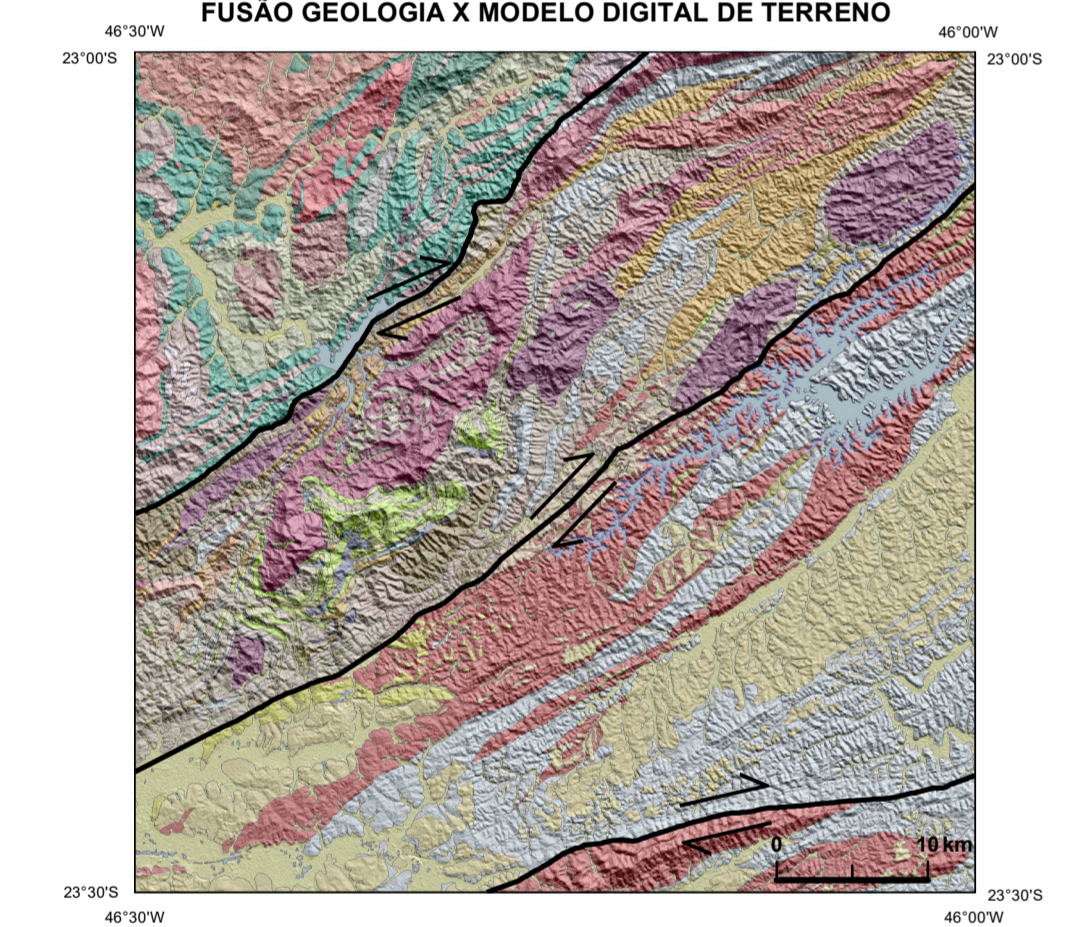 FUSÃO GEOLOGIA X MODELO DIGITAL DE TERRENO
46°30'W 46°00'W
23°00'S 23°00'S
0 10 km
23°30'S 23°30'S
46°30'W 46°00'W